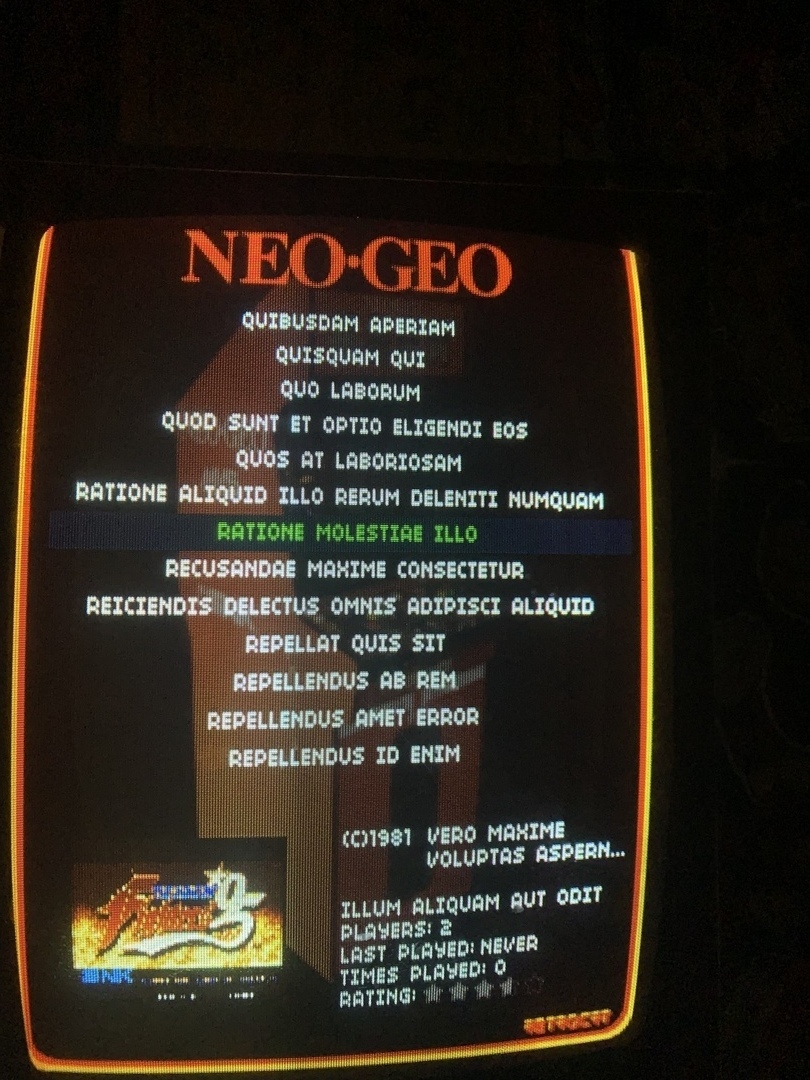 NEO·GEO
QUIBUSDAM APERIAM
QUISQUAM QUI
QUO LABORUM
QUOD SUNT ET OPTIO ELIGENDI EOS
QUOS AT LABORIOSAM
RATIONE ALIQUID ILLO RERUM DELENITI NUMQUAM
RATIONE MOLESTIAE ILLO
RECUSANDAE MAXIME CONSECTETUR
REICIENDIS DELECTUS OMNIS ADIPISCI ALIQUID
REPELLAT QUIS SIT
REPELLENDUS AB REM
REPELLENDUS AMET ERROR
REPELLENDUS ID ENIM
(C)1981 VERO MAXIME
VOLUPTAS ASPERN...
ILLUM ALIQUAM AUT ODIT
PLAYERS: 2
LAST PLAYED: NEVER
TIMES PLAYED: 0
RATING: